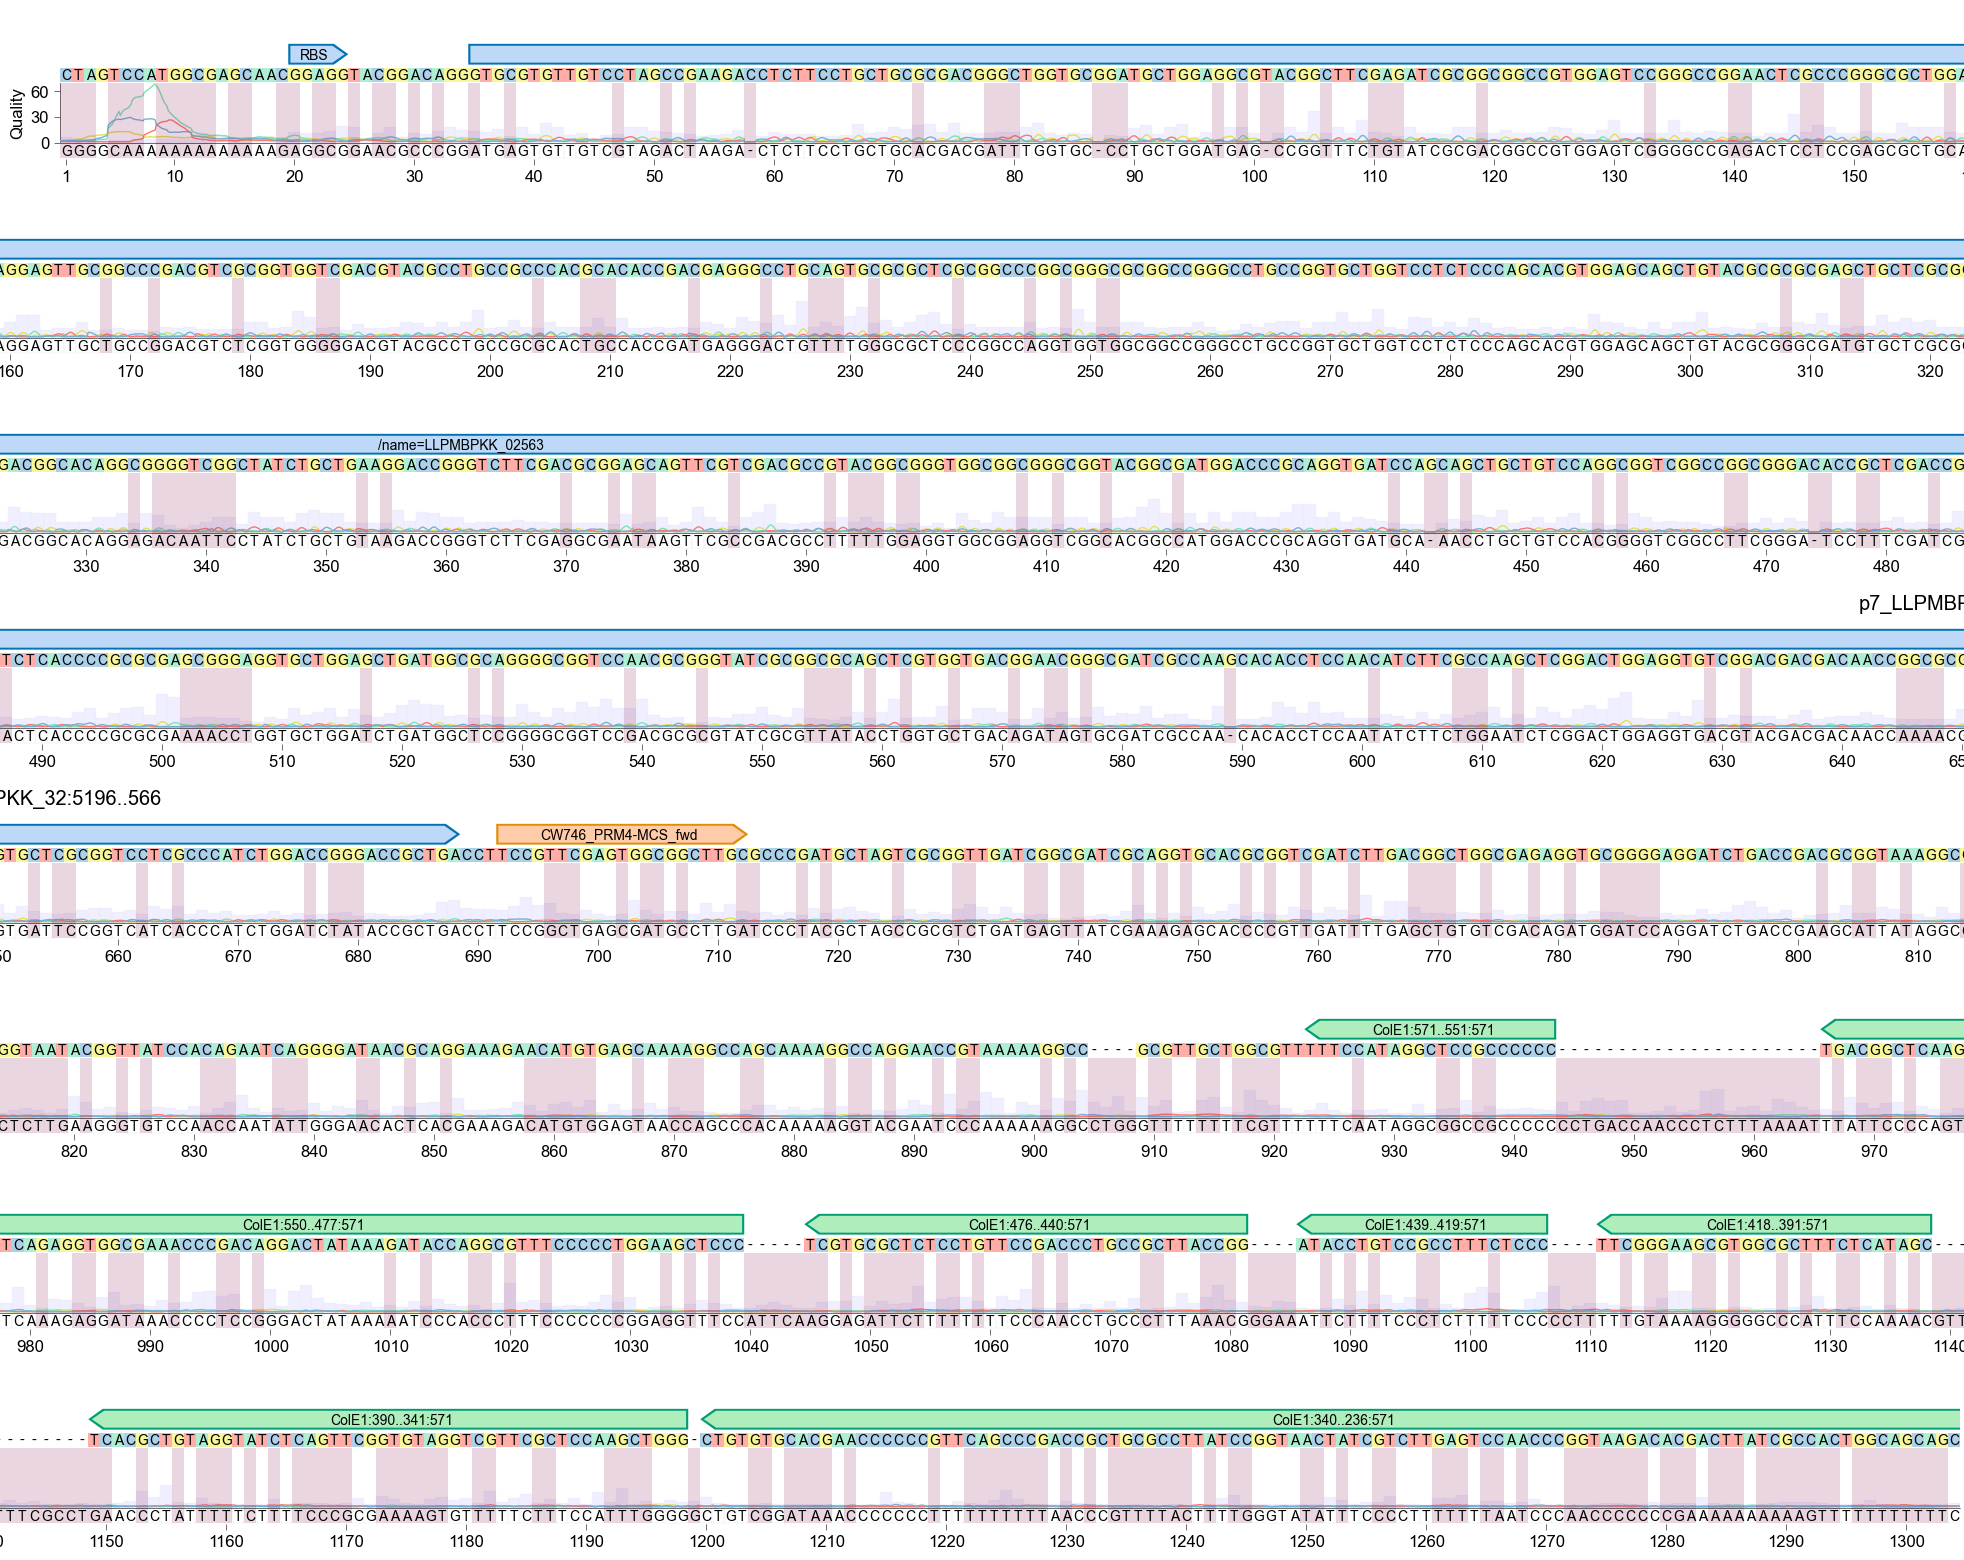 RBS
CTAGTCCATGGCGAGCAACGGAGGTACGGACAGGGTGCGTGTTGTCCTAGCCGAAGACCTCTTCCTGCTGCGCGACGGGCTGGTGCGGATGCTGGAGGCGTACGGCTTCGAGATCGCGGCGGCCGTGGAGTCCGGGCCGGAACTCGCCCGGGCGCTGGA
Quality
60
30
0
GGGGCAAAAAAAAAAAAAAGAGGCGGAACGCCCGGATGAGTGTTGTCGTAGACTAAGA-CTCTTCCTGCTGCACGACGATTTGGTGC-CCTGCTGGATGAG-CCGGTTTCTGTATCGCGACGGCCGTGGAGTCGGGGCCGAGACTCCTCCGAGCGCTGCA
1 10 20 30 40 50 60 70 80 90 100 110 120 130 140 150
AGGAGTTGCGGCCCGACGTCGCGGTGGTCGACGTACGCCTGCCGCCCACGCACACCGACGAGGGCCTGCAGTGCGCGCTCGCGGCCCGGCGGGCGCGGCCGGGCCTGCCGGTGCTGGTCCTCTCCCAGCACGTGGAGCAGCTGTACGCGCGCGAGCTGCTCGCG
AGGAGTTGCTGCCGGACGTCTCGGTGGGGGACGTACGCCTGCCGCGCACTGCCACCGATGAGGGACTGTTTTGGGCGCTCCCGGCCAGGTGGTGGCGGCCGGGCCTGCCGGTGCTGGTCCTCTCCCAGCACGTGGAGCAGCTGTACGCGGGCGATGTGCTCGCG
160 170 180 190 200 210 220 230 240 250 260 270 280 290 300 310 320
/name=LLPMBPKK_02563
GACGGCACAGGCGGGGTCGGCTATCTGCTGAAGGACCGGGTCTTCGACGCGGAGCAGTTCGTCGACGCCGTACGGCGGGTGGCGGCGGGCGGTACGGCGATGGACCCGCAGGTGATCCAGCAGCTGCTGTCCAGGCGGTCGGCCGGCGGGACACCGCTCGACCG
GACGGCACAGGAGACAATTCCTATCTGCTGTAAGACCGGGTCTTCGAGGCGAATAAGTTCGCCGACGCCTTTTTGGAGGTGGCGGAGGTCGGCACGGCCATGGACCCGCAGGTGATGCA-AACCTGCTGTCCACGGGGTCGGCCTTCGGGA-TCCTTTCGATCG
330 340 350 360 370 380 390 400 410 420 430 440 450 460 470 480
p7_LLPMBP
TCTCACCCCGCGCGAGCGGGAGGTGCTGGAGCTGATGGCGCAGGGGCGGTCCAACGCGGGTATCGCGGCGCAGCTCGTGGTGACGGAACGGGCGATCGCCAAGCACACCTCCAACATCTTCGCCAAGCTCGGACTGGAGGTGTCGGACGACGACAACCGGCGCG
ACTCACCCCGCGCGAAAACCTGGTGCTGGATCTGATGGCTCCGGGGCGGTCCGACGCGCGTATCGCGTTATACCTGGTGCTGACAGATAGTGCGATCGCCAA-CACACCTCCAATATCTTCTGGAATCTCGGACTGGAGGTGACGTACGACGACAACCAAAACG
490 500 510 520 530 540 550 560 570 580 590 600 610 620 630 640 65
PKK_32:5196..566
CW746_PRM4-MCS_fwd
GTGCTCGCGGTCCTCGCCCATCTGGACCGGGACCGCTGACCTTCCGTTCGAGTGGCGGCTTGCGCCCGATGCTAGTCGCGGTTGATCGGCGATCGCAGGTGCACGCGGTCGATCTTGACGGCTGGCGAGAGGTGCGGGGAGGATCTGACCGACGCGGTAAAGGC
GTGATTCCGGTCATCACCCATCTGGATCTATACCGCTGACCTTCCGGCTGAGCGATGCCTTGATCCCTACGCTAGCCGCGTCTGATGAGTTATCGAAAGAGCACCCCGTTGATTTTGAGCTGTGTCGACAGATGGATCCAGGATCTGACCGAAGCATTATAGGC
50 660 670 680 690 700 710 720 730 740 750 760 770 780 790 800 810
ColE1:571..551:571
GGTAATACGGTTATCCACAGAATCAGGGGATAACGCAGGAAAGAACATGTGAGCAAAAGGCCAGCAAAAGGCCAGGAACCGTAAAAAGGCC----GCGTTGCTGGCGTTTTTCCATAGGCTCCGCCCCCC----------------------TGACGGCTCAAG
CTCTTGAAGGGTGTCCAACCAATATTGGGAACACTCACGAAAGACATGTGGAGTAACCAGCCCACAAAAAGGTACGAATCCCAAAAAAGGCCTGGGTTTTTTTTCGTTTTTTCAATAGGCGGCCGCCCCCCCTGACCAACCCTCTTTAAAATTTATTCCCCAGT
820 830 840 850 860 870 880 890 900 910 920 930 940 950 960 970
ColE1:550..477:571 ColE1:476..440:571 ColE1:439..419:571 ColE1:418..391:571
TCAGAGGTGGCGAAACCCGACAGGACTATAAAGATACCAGGCGTTTCCCCCTGGAAGCTCCC-----TCGTGCGCTCTCCTGTTCCGACCCTGCCGCTTACCGG----ATACCTGTCCGCCTTTCTCCC----TTCGGGAAGCGTGGCGCTTTCTCATAGC---
TCAAAGAGGATAAACCCCTCCGGGACTATAAAAATCCCACCCTTTCCCCCCCGGAGGTTTCCATTCAAGGAGATTCTTTTTTTTCCCAACCTGCCCTTTAAACGGGAAATTCTTTTCCCTCTTTTTCCCCCTTTTTGTAAAAGGGGGCCCATTTCCAAAACGTT
980 990 1000 1010 1020 1030 1040 1050 1060 1070 1080 1090 1100 1110 1120 1130 1140
ColE1:390..341:571 ColE1:340..236:571
-------TCACGCTGTAGGTATCTCAGTTCGGTGTAGGTCGTTCGCTCCAAGCTGGG-CTGTGTGCACGAACCCCCCGTTCAGCCCGACCGCTGCGCCTTATCCGGTAACTATCGTCTTGAGTCCAACCCGGTAAGACACGACTTATCGCCACTGGCAGCAGC
TTCGCCTGAACCCTATTTTTCTTTTCCCGCGAAAAGTGTTTTTCTTTCCATTTGGGGGCTGTCGGATAAACCCCCCCTTTTTTTTTTAACCCGTTTTACTTTTGGGTATATTTCCCCTTTTTTTAATCCCAACCCCCCCGAAAAAAAAAAGTTTTTTTTTTTC
0 1150 1160 1170 1180 1190 1200 1210 1220 1230 1240 1250 1260 1270 1280 1290 1300